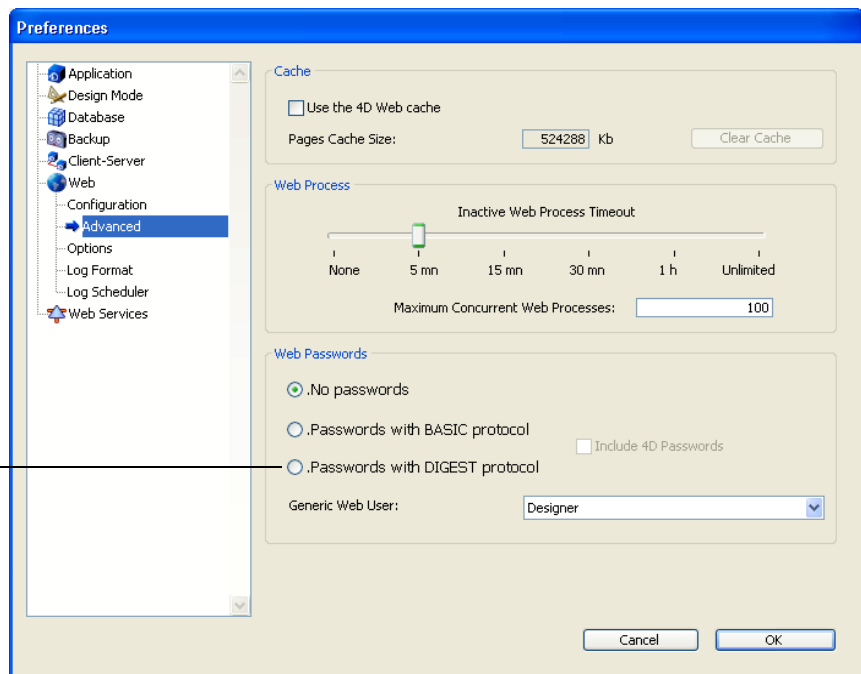 Preferences
Application
Design Mode
Database
Backup
Client-Server
Web
Configuration
Advanced
Options
Log Format
Log Scheduler
Web Services
Cache
Use the 4D Web cache
Pages Cache Size: 524288 Kb Clear Cache
Web Process
Inactive Web Process Timeout
None 5 mn 15 mn 30 mn 1 h Unlimited
Maximum Concurrent Web Processes: 100
Web Passwords
.No passwords
.Passwords with BASIC protocol
Include 4D Passwords
.Passwords with DIGEST protocol
Generic Web User: Designer
Cancel OK